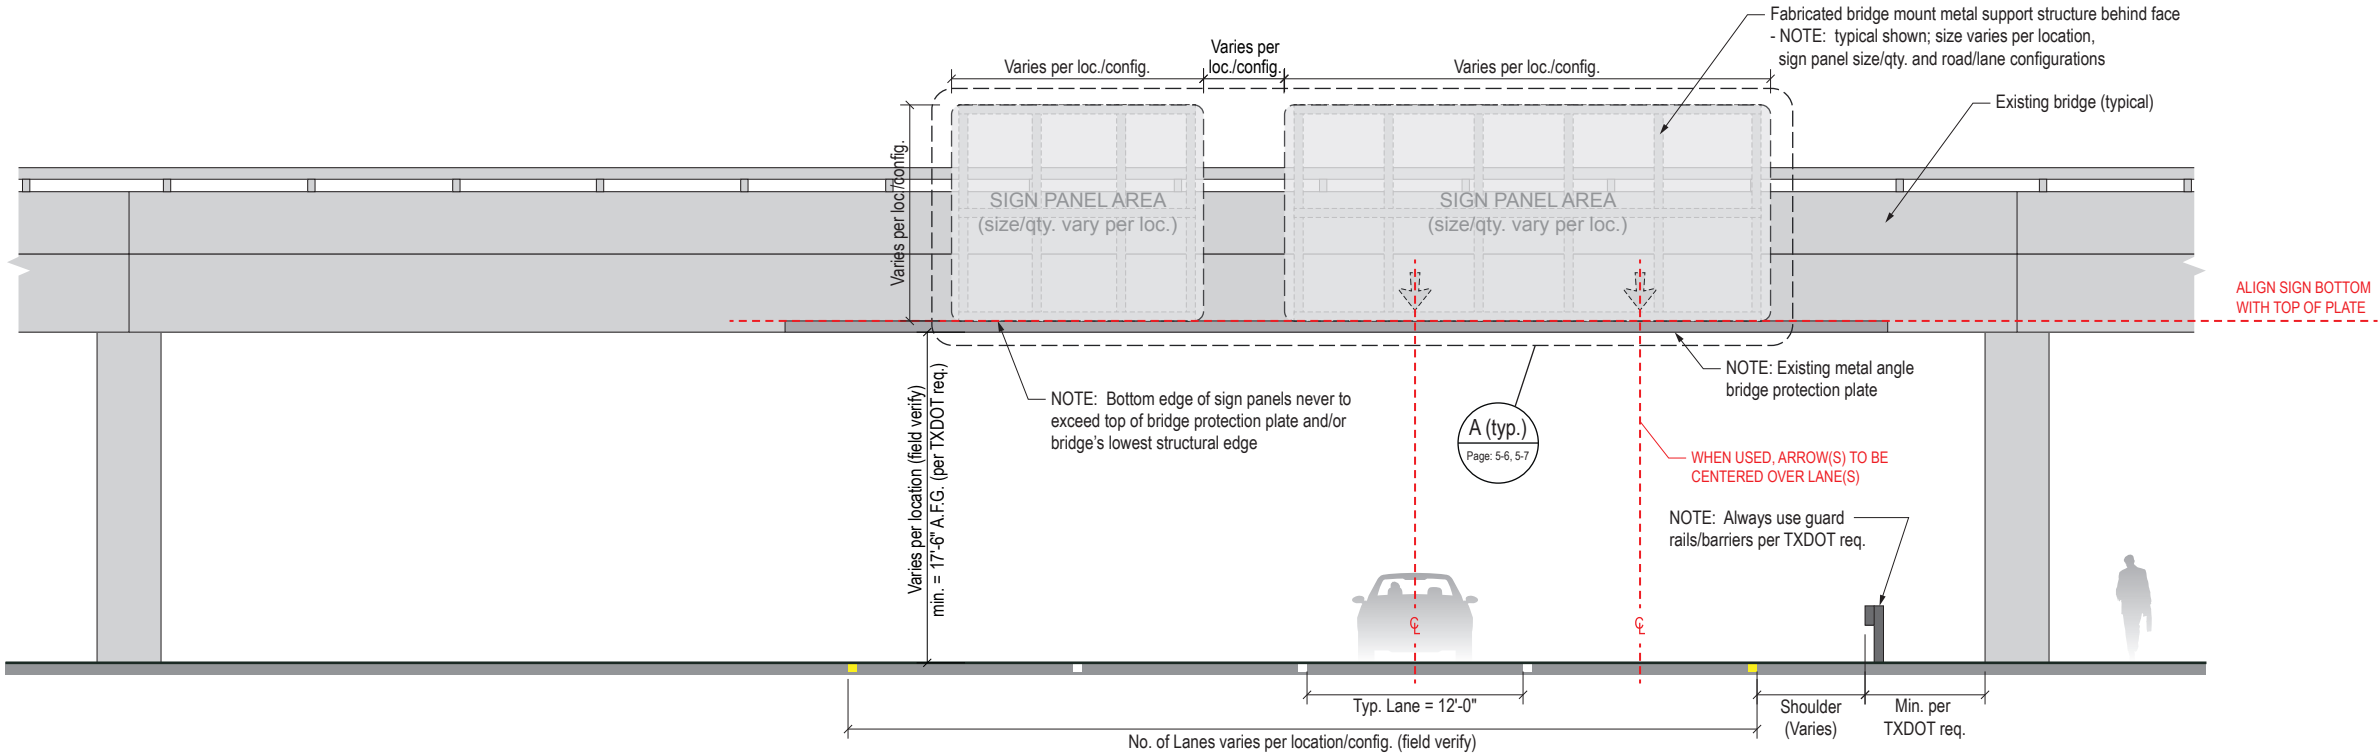 Fabricated bridge mount metal support structure behind face
- NOTE:  typical shown; size varies per location,
sign panel size/qty. and road/lane configurations
Varies per loc./config.
Varies per
loc./config.
Varies per loc./config.
Existing bridge (typical)
Varies per loc./config.
SIGN PANEL AREA
(size/qty. vary per loc.)
SIGN PANEL AREA
(size/qty. vary per loc.)
ALIGN SIGN BOTTOM
WITH TOP OF PLATE
NOTE:  Bottom edge of sign panels never to
exceed top of bridge protection plate and/or
bridge's lowest structural edge
NOTE: Existing metal angle
bridge protection plate
A (typ.)
Page: 5-6, 5-7
WHEN USED, ARROW(S) TO BE
CENTERED OVER LANE(S)
Varies per location (field verify)
min. = 17'-6" A.F.G. (per TXDOT req.)
NOTE:  Always use guard
rails/barriers per TXDOT req.
℄
℄
Typ. Lane = 12'-0"
Shoulder
(Varies)
Min. per
TXDOT req.
No. of Lanes varies per location/config. (field verify)